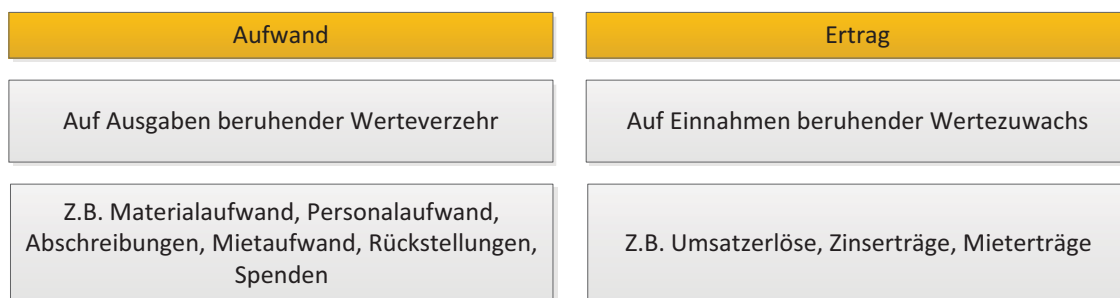 Aufwand
Ertrag
Auf Ausgaben beruhender Werteverzehr
Auf Einnahmen beruhender Wertezuwachs
Z.B. Materialaufwand, Personalaufwand,
Abschreibungen, Mietaufwand, Rückstellungen,
Spenden
Z.B. Umsatzerlöse, Zinserträge, Mieterträge